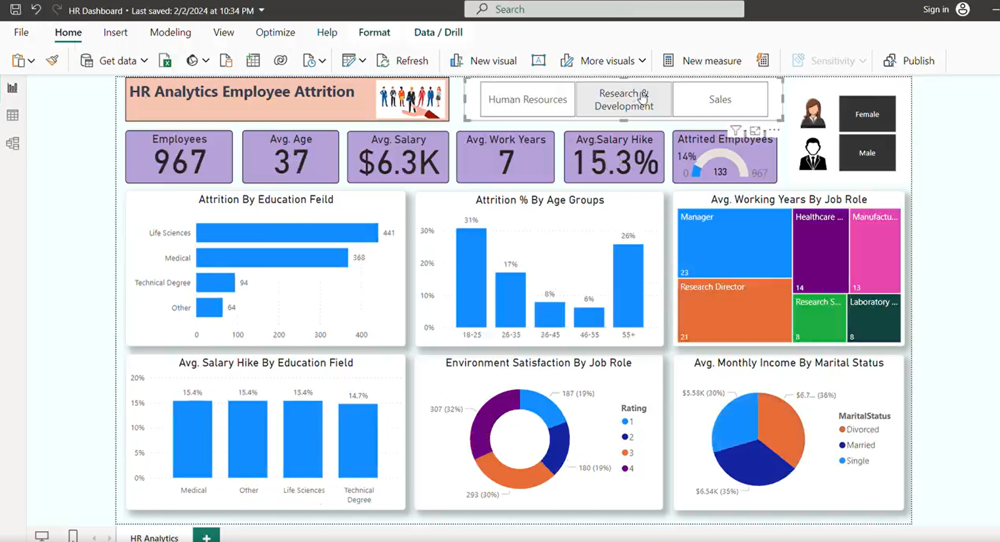 HR Dashboard • Last saved: 2/2/2024 at 10:34 PM
Search
Sign in
File
Home
Insert
Modeling
View
Optimize
Help
Format
Data / Drill
Get data
Refresh
New visual
More visuals
New measure
Sensitivity
Publish
HR Analytics Employee Attrition
Human Resources
Research &
Development
Sales
Female
Male
Employees
967
Avg. Age
37
Avg. Salary
$6.3K
Avg. Work Years
7
Avg.Salary Hike
15.3%
Attrited Employees
14%
0
133
967
Attrition By Education Feild
Life Sciences
441
Medical
368
Technical Degree
94
Other
64
0
100
200
300
400
Attrition % By Age Groups
30%
20%
10%
0%
31%
17%
8%
6%
26%
18-25
26-35
36-45
46-55
55+
Avg. Working Years By Job Role
Manager
23
Healthcare ...
14
Manufactu...
13
Research Director
21
Research S...
8
Laboratory ...
8
Avg. Salary Hike By Education Field
20%
15%
10%
5%
0%
15.4%
15.4%
15.4%
14.7%
Medical
Other
Life Sciences
Technical
Degree
Environment Satisfaction By Job Role
187 (19%)
307 (32%)
180 (19%)
293 (30%)
Rating
1
2
3
4
Avg. Monthly Income By Marital Status
$5.58K (30%)
$6.7... (36%)
$6.54K (35%)
MaritalStatus
Divorced
Married
Single
HR Analytics